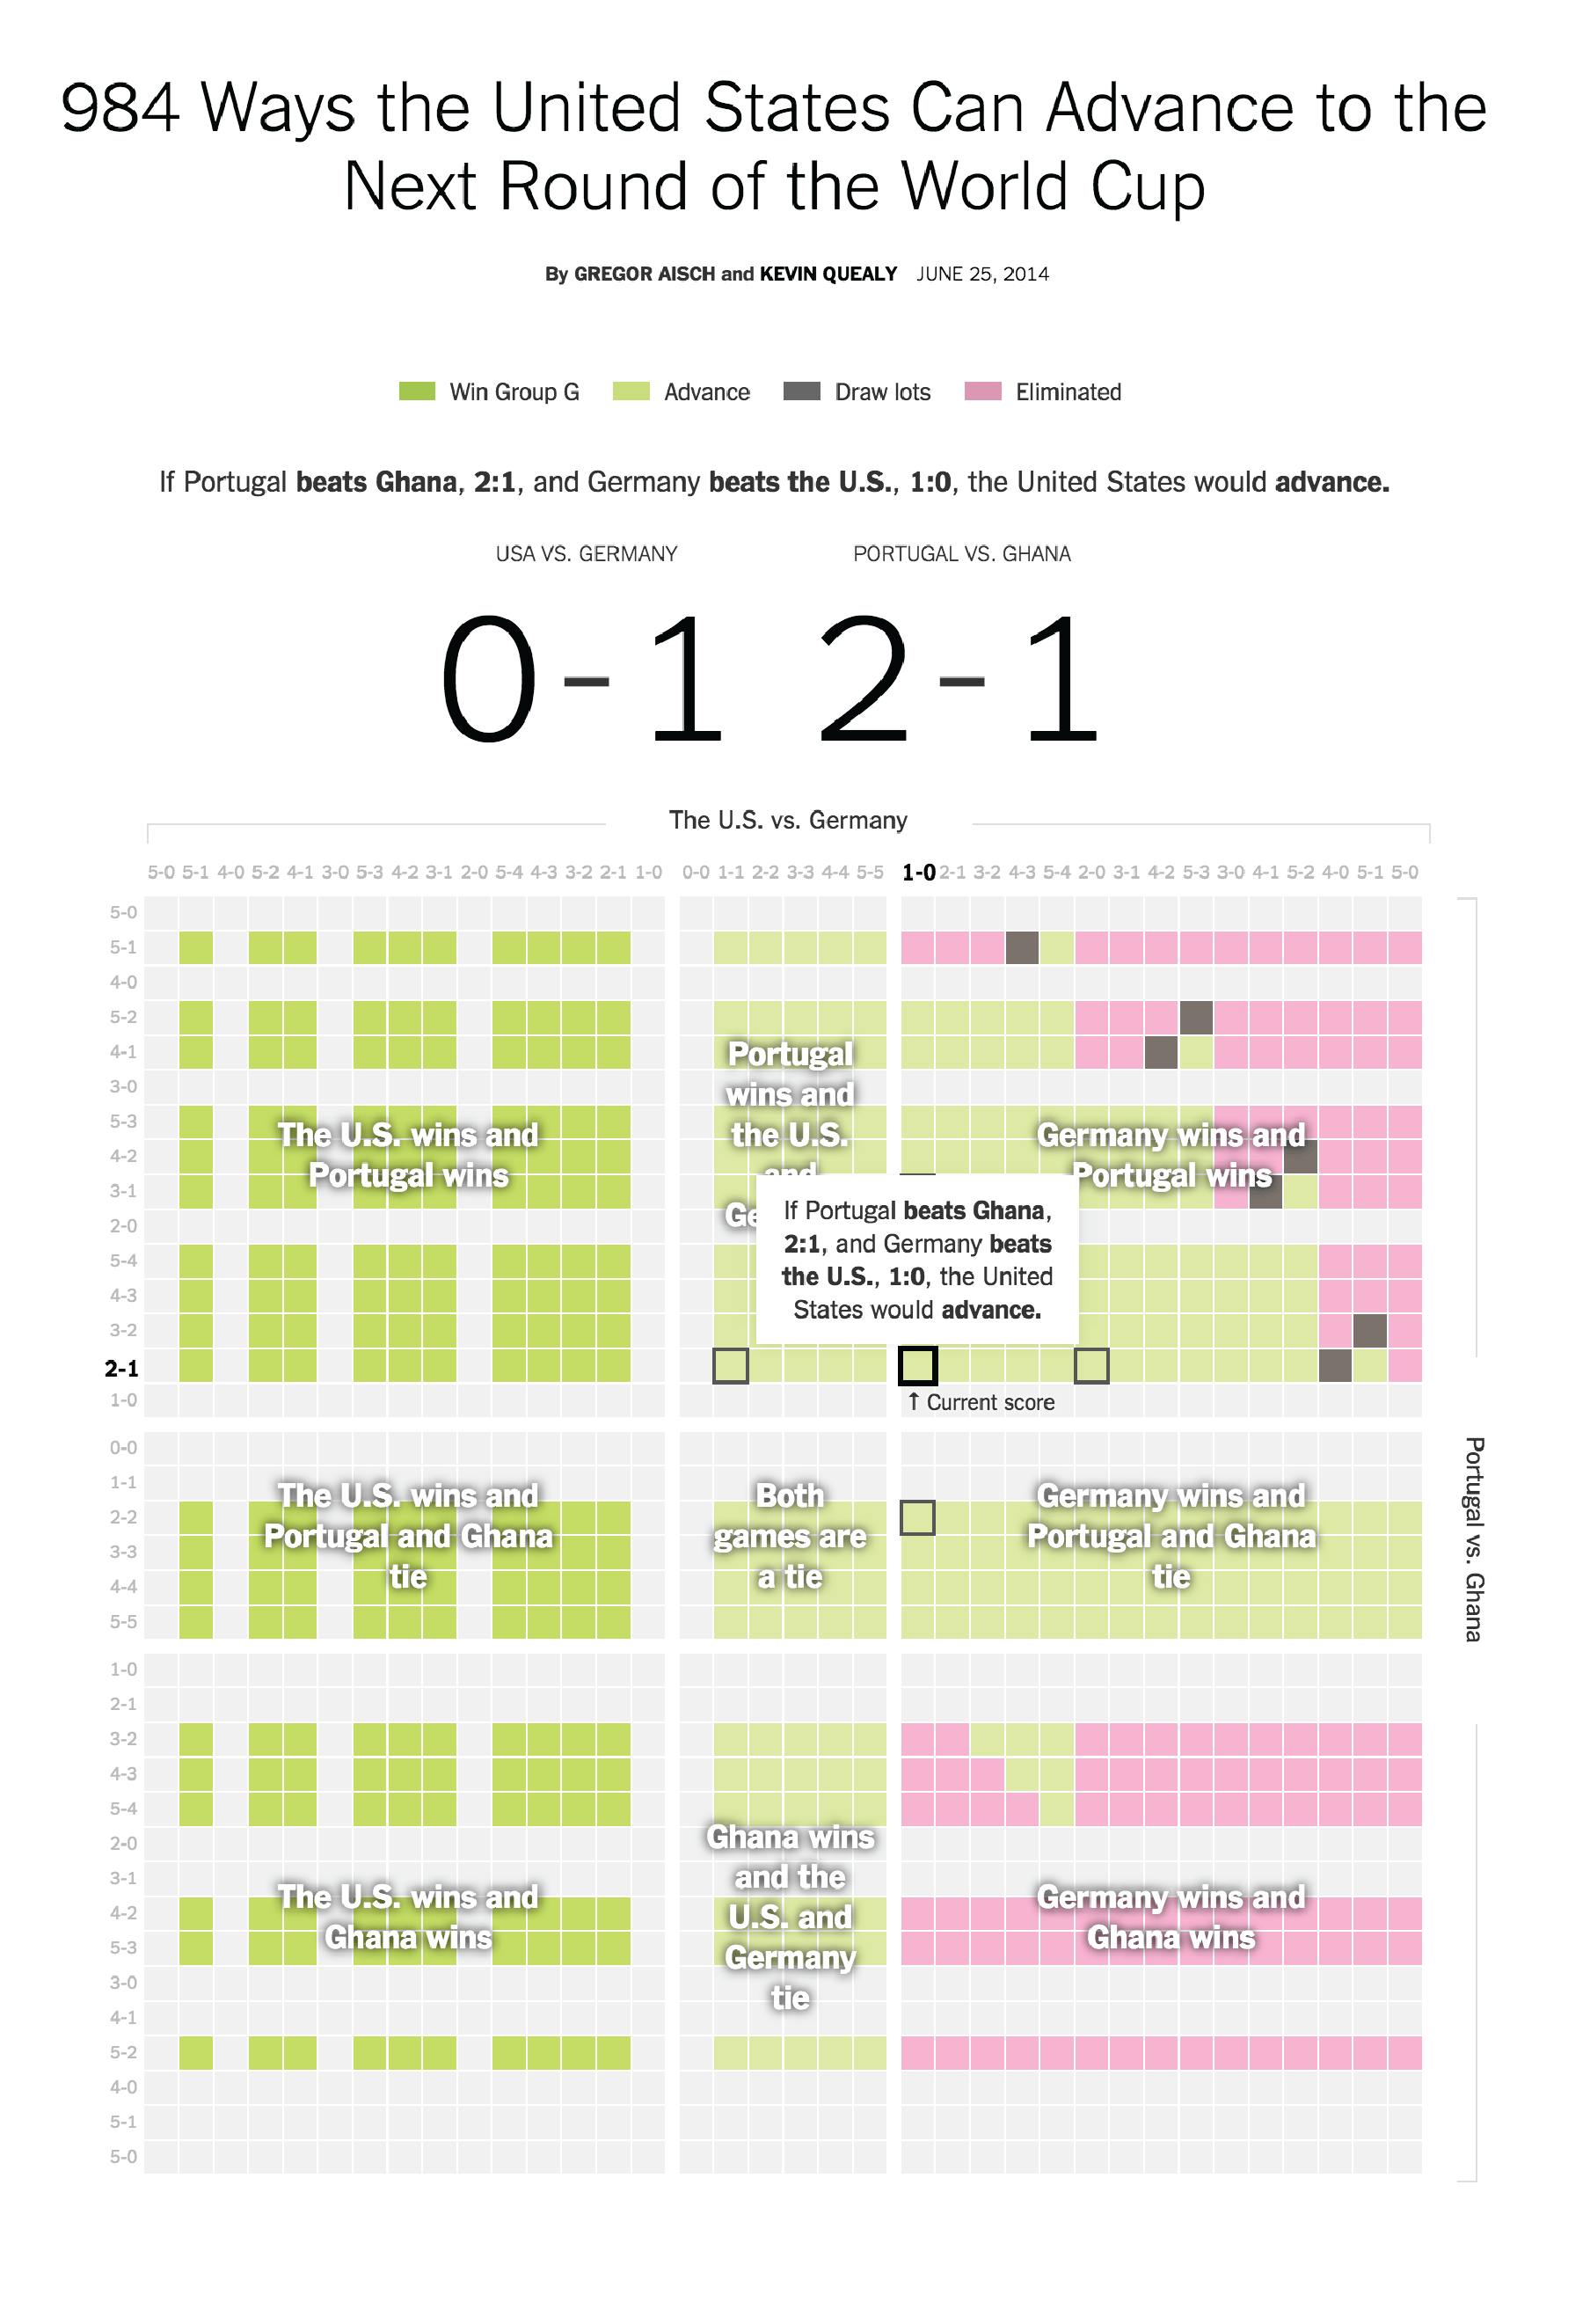 984 Ways the United States Can Advance to the
Next Round of the World Cup
By GREGOR AISCH and KEVIN QUEALY JUNE 25, 2014
Win Group G Advance Draw lots Eliminated
If Portugal beats Ghana, 2:1, and Germany beats the U.S., 1:0, the United States would advance.
USA VS. GERMANY PORTUGAL VS. GHANA
0-1 2-1
The U.S. vs. Germany
5-0 5-1 4-0 5-2 4-1 3-0 5-3 4-2 3-1 2-0 5-4 4-3 3-2 2-1 1-0 0-0 1-1 2-2 3-3 4-4 5-5 1-0 2-1 3-2 4-3 5-4 2-0 3-1 4-2 5-3 3-0 4-1 5-2 4-0 5-1 5-0
5-0
5-1
4-0
5-2
4-1
3-0
5-3
4-2
3-1
2-0
5-4
4-3
3-2
2-1
1-0
The U.S. wins and
Portugal wins
Portugal
wins and
the U.S.
and
Ge
Germany wins and
Portugal wins
If Portugal beats Ghana,
2:1, and Germany beats
the U.S., 1:0, the United
States would advance.
↑ Current score
0-0
1-1
2-2
3-3
4-4
5-5
The U.S. wins and
Portugal and Ghana
tie
Both
games are
a tie
Germany wins and
Portugal and Ghana
tie
Portugal vs. Ghana
1-0
2-1
3-2
4-3
5-4
2-0
3-1
4-2
5-3
3-0
4-1
5-2
4-0
5-1
5-0
The U.S. wins and
Ghana wins
Ghana wins
and the
U.S. and
Germany
tie
Germany wins and
Ghana wins